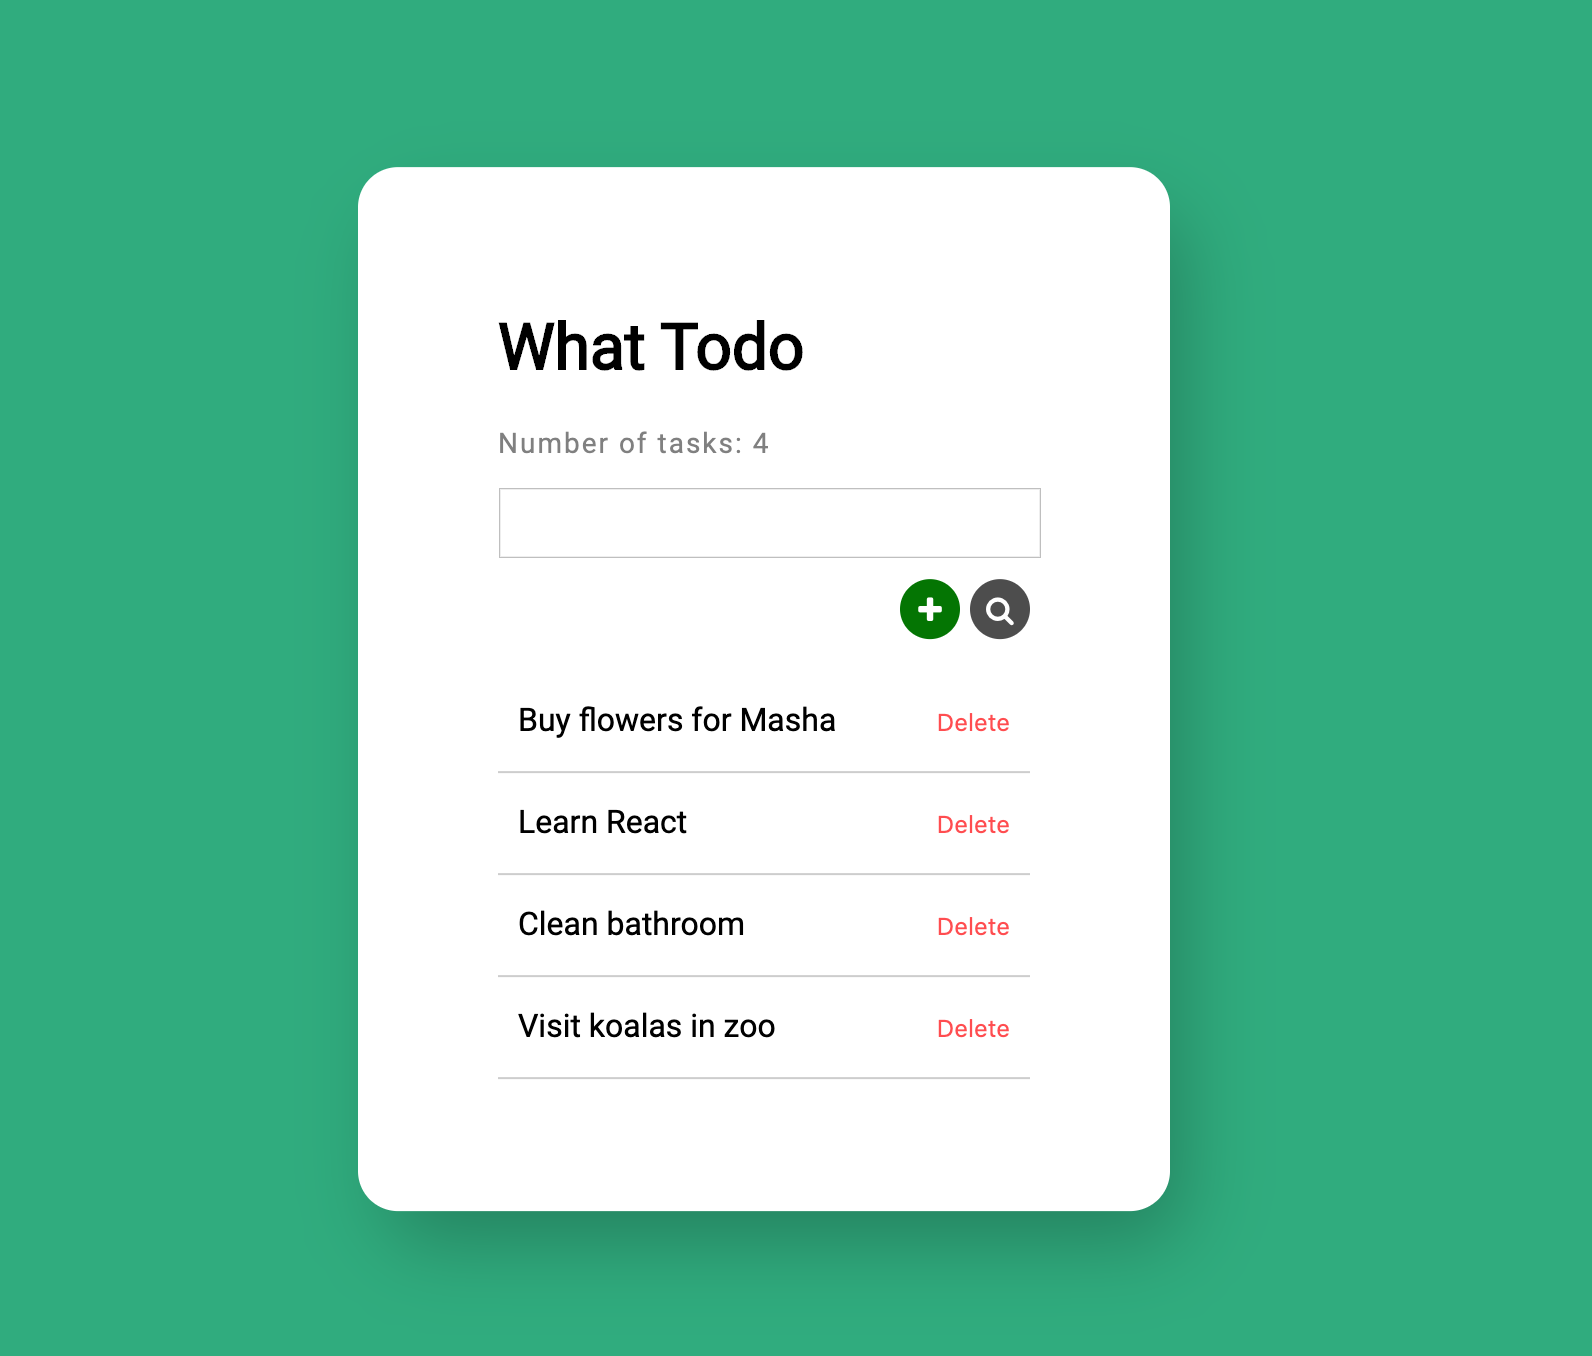 What Todo
Number of tasks: 4
Buy flowers for Masha Delete
Learn React Delete
Clean bathroom Delete
Visit koalas in zoo Delete